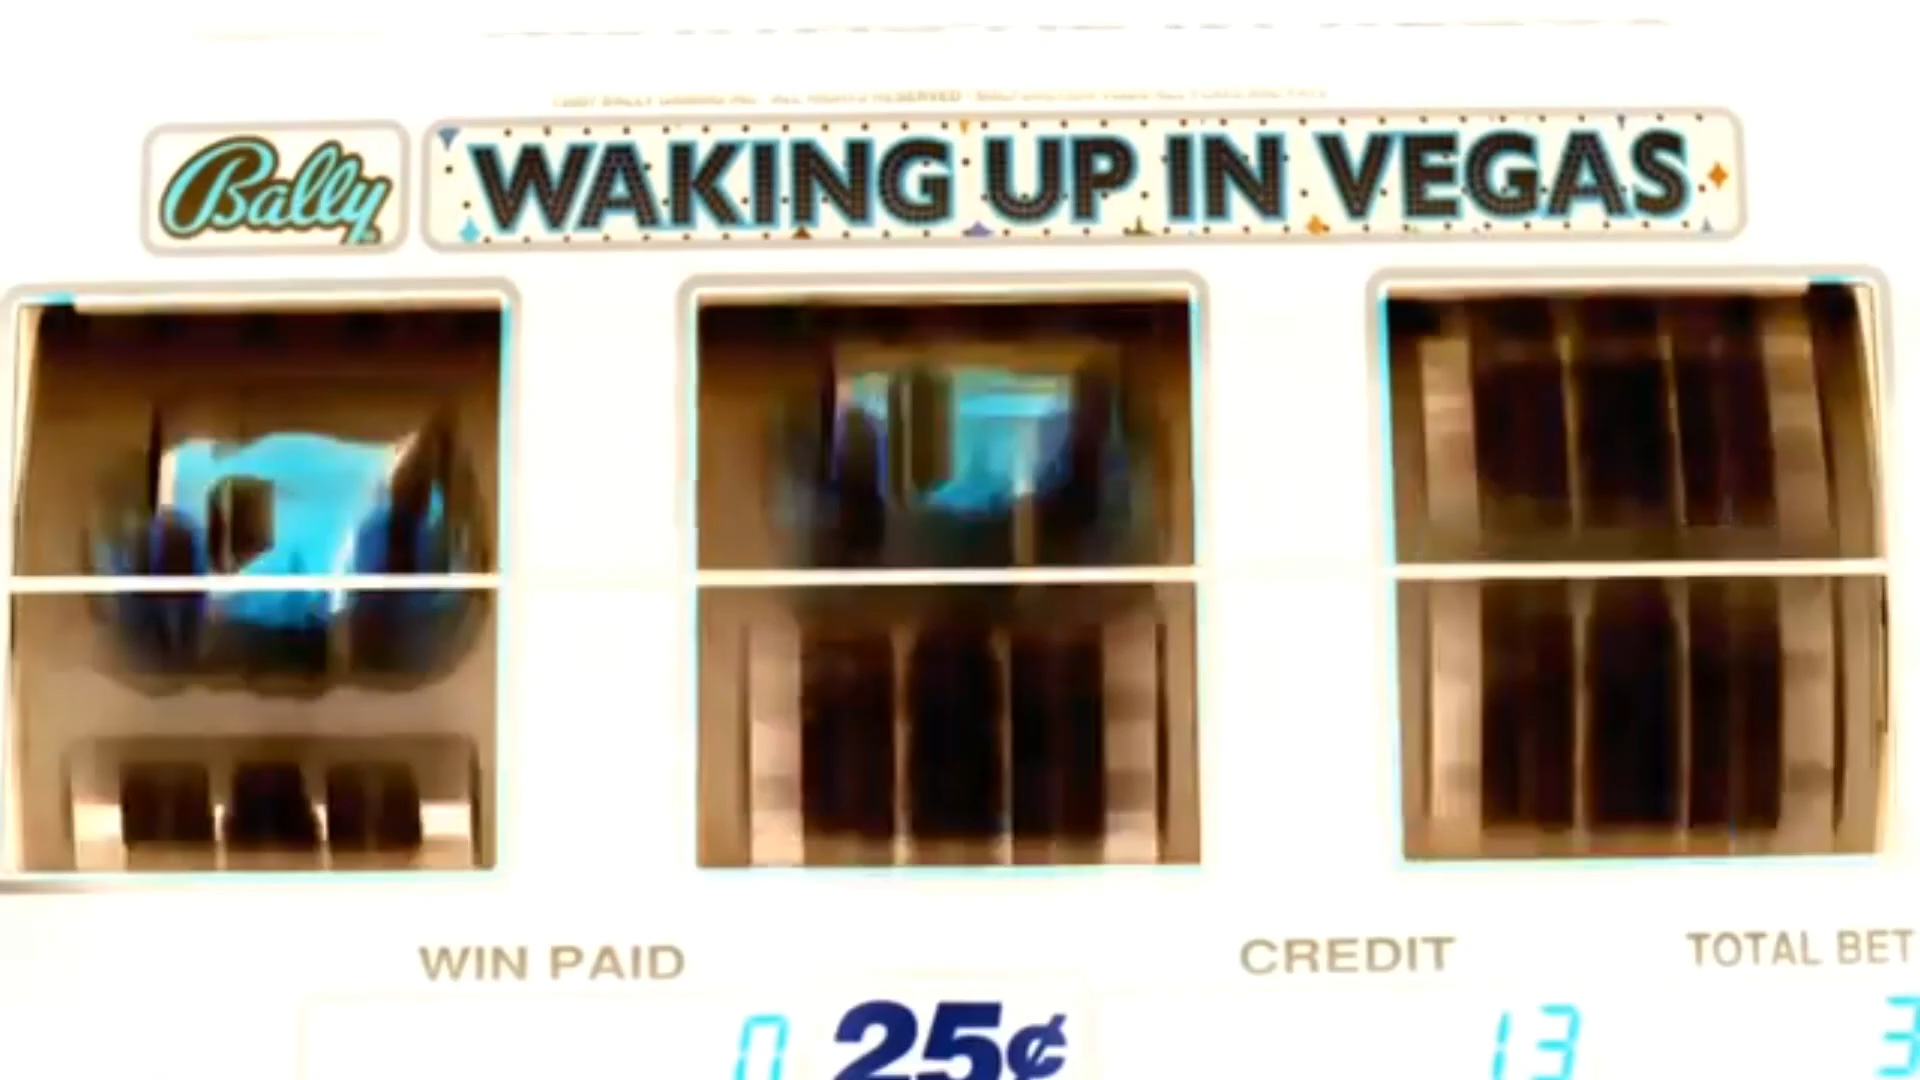 Bally
WAKING UP IN VEGAS
WIN PAID
CREDIT
TOTAL BET
0
25¢
13
3